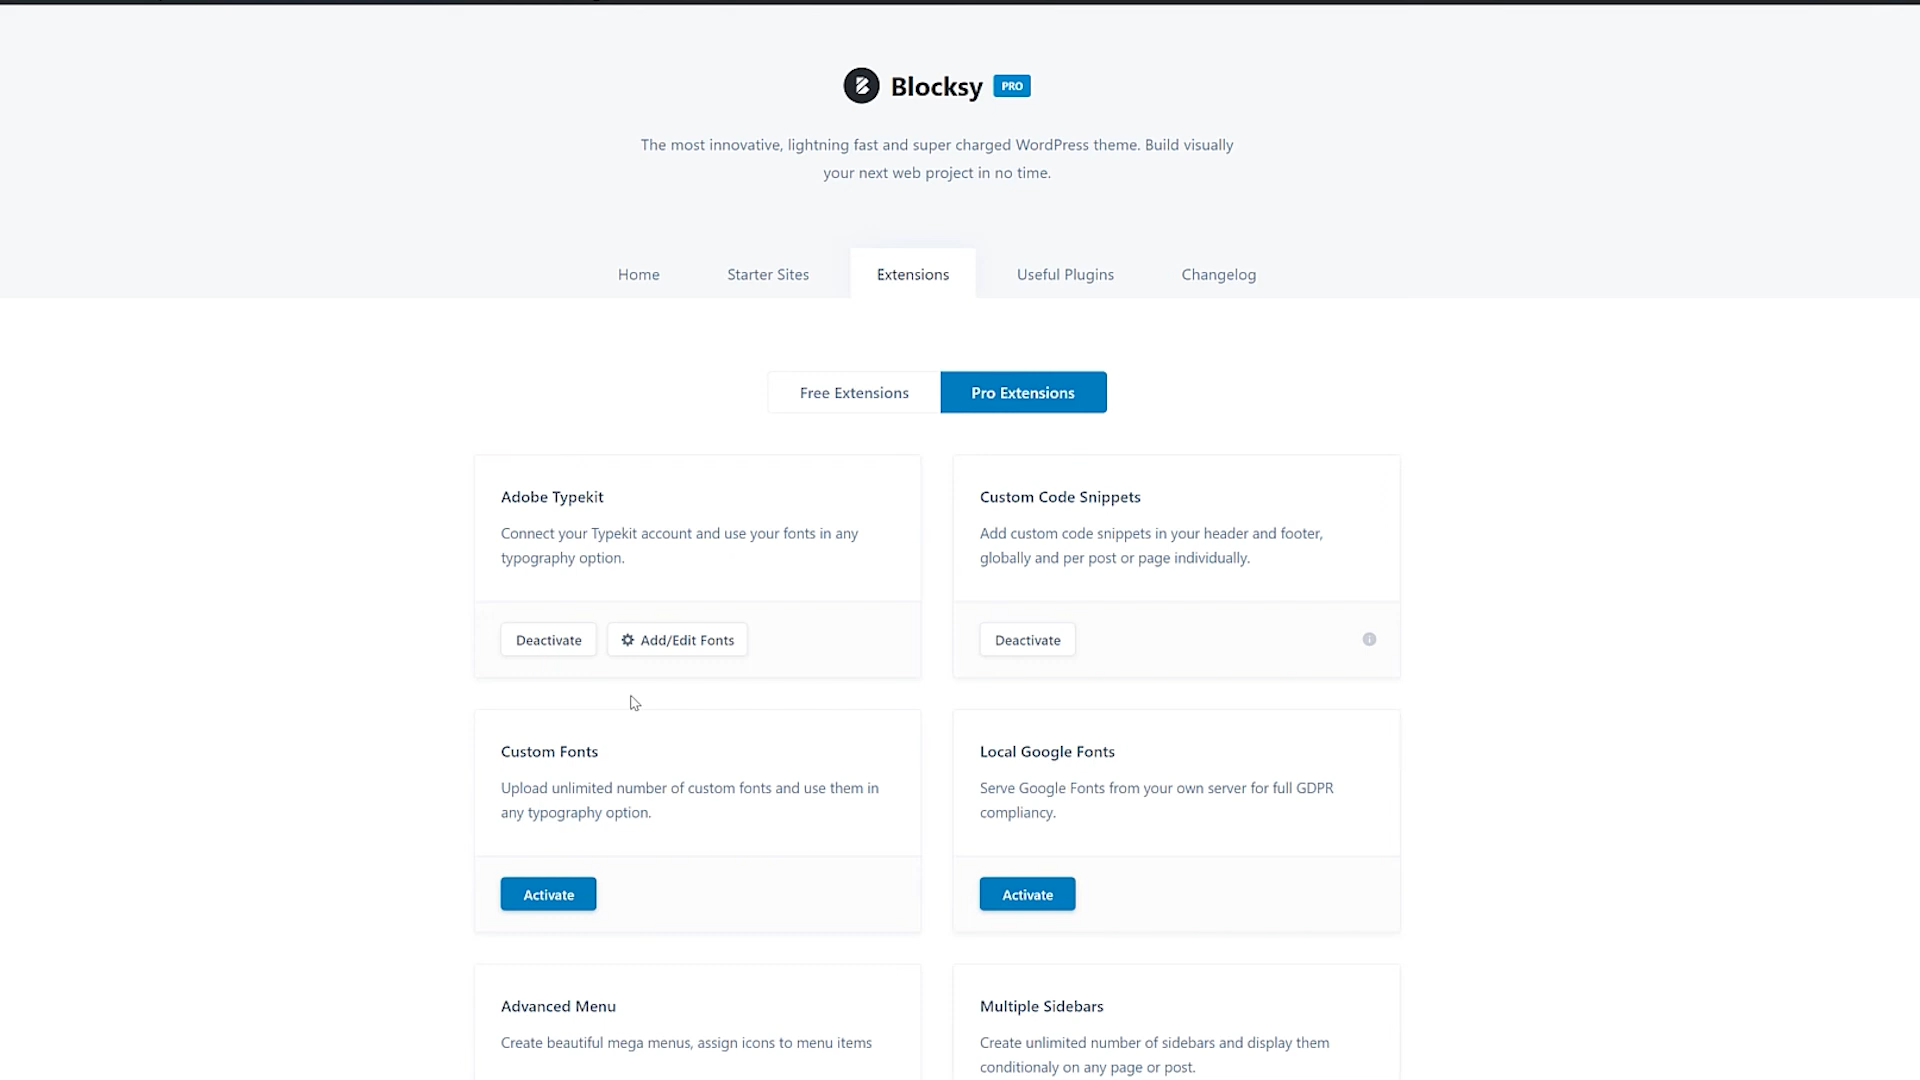 Blocksy PRO
The most innovative, lightning fast and super charged WordPress theme. Build visually
your next web project in no time.
Home Starter Sites Extensions Useful Plugins Changelog
Free Extensions Pro Extensions
Adobe Typekit
Connect your Typekit account and use your fonts in any
typography option.
Deactivate Add/Edit Fonts
Custom Code Snippets
Add custom code snippets in your header and footer,
globally and per post or page individually.
Deactivate
Custom Fonts
Upload unlimited number of custom fonts and use them in
any typography option.
Activate
Local Google Fonts
Serve Google Fonts from your own server for full GDPR
compliancy.
Activate
Advanced Menu
Create beautiful mega menus, assign icons to menu items
Multiple Sidebars
Create unlimited number of sidebars and display them
conditionaly on any page or post.